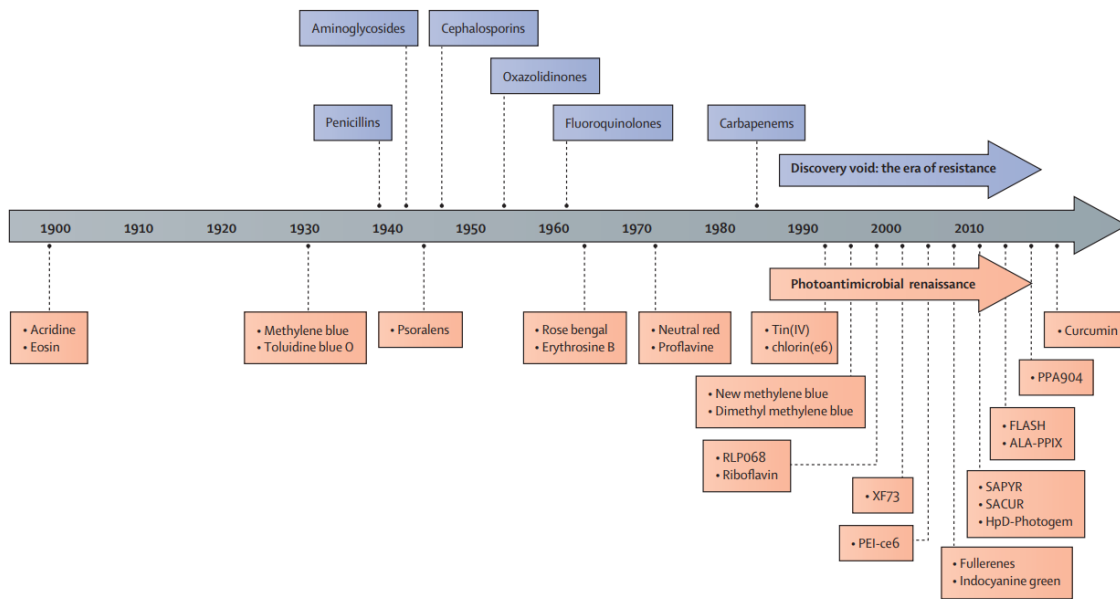 Aminoglycosides
Cephalosporins
Oxazolidinones
Penicillins
Fluoroquinolones
Carbapenems
Discovery void: the era of resistance
1900 1910 1920 1930 1940 1950 1960 1970 1980 1990 2000 2010
Photoantimicrobial renaissance
• Acridine
• Eosin
• Methylene blue
• Toluidine blue O
• Psoralens
• Rose bengal
• Erythrosine B
• Neutral red
• Proflavine
• Tin(IV)
• chlorin(e6)
• Curcumin
• PPA904
• New methylene blue
• Dimethyl methylene blue
• FLASH
• ALA-PPIX
• RLP068
• Riboflavin
• XF73
• SAPYR
• SACUR
• HpD-Photogem
• PEI-ce6
• Fullerenes
• Indocyanine green